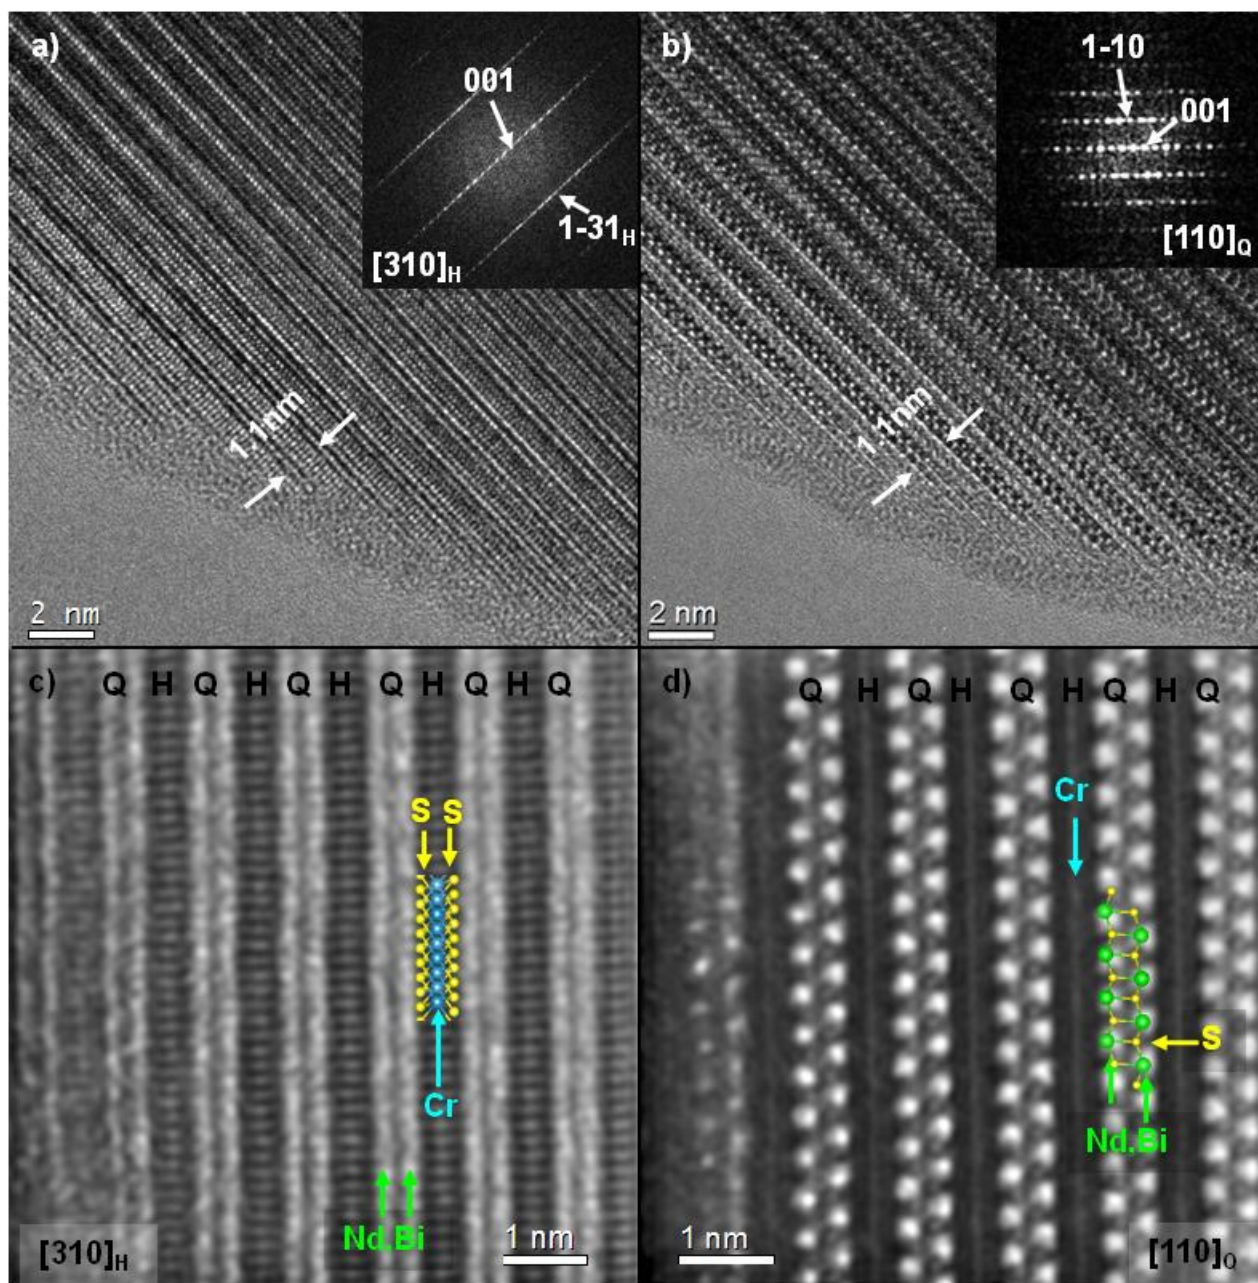 a)
001
1-31H
[310]H
1.1nm
2 nm
b)
1-10
001
[110]Q
1.1nm
2 nm
c)
Q H Q H Q H Q H Q H Q
S S
Cr
Nd.Bi
[310]H
1 nm
d)
Q H Q H Q H Q H Q
Cr
S
Nd.Bi
1 nm
[110]Q